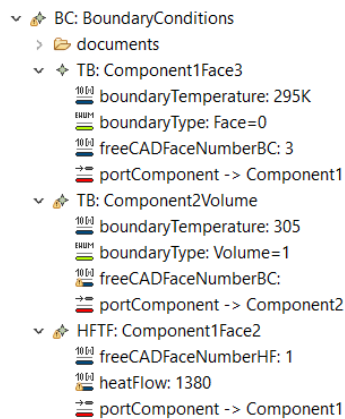 BC: BoundaryConditions
documents
TB: Component1Face3
boundaryTemperature: 295K
boundaryType: Face=0
freeCADFaceNumberBC: 3
portComponent -> Component1
TB: Component2Volume
boundaryTemperature: 305
boundaryType: Volume=1
freeCADFaceNumberBC:
portComponent -> Component2
HFTF: Component1Face2
freeCADFaceNumberHF: 1
heatFlow: 1380
portComponent -> Component1